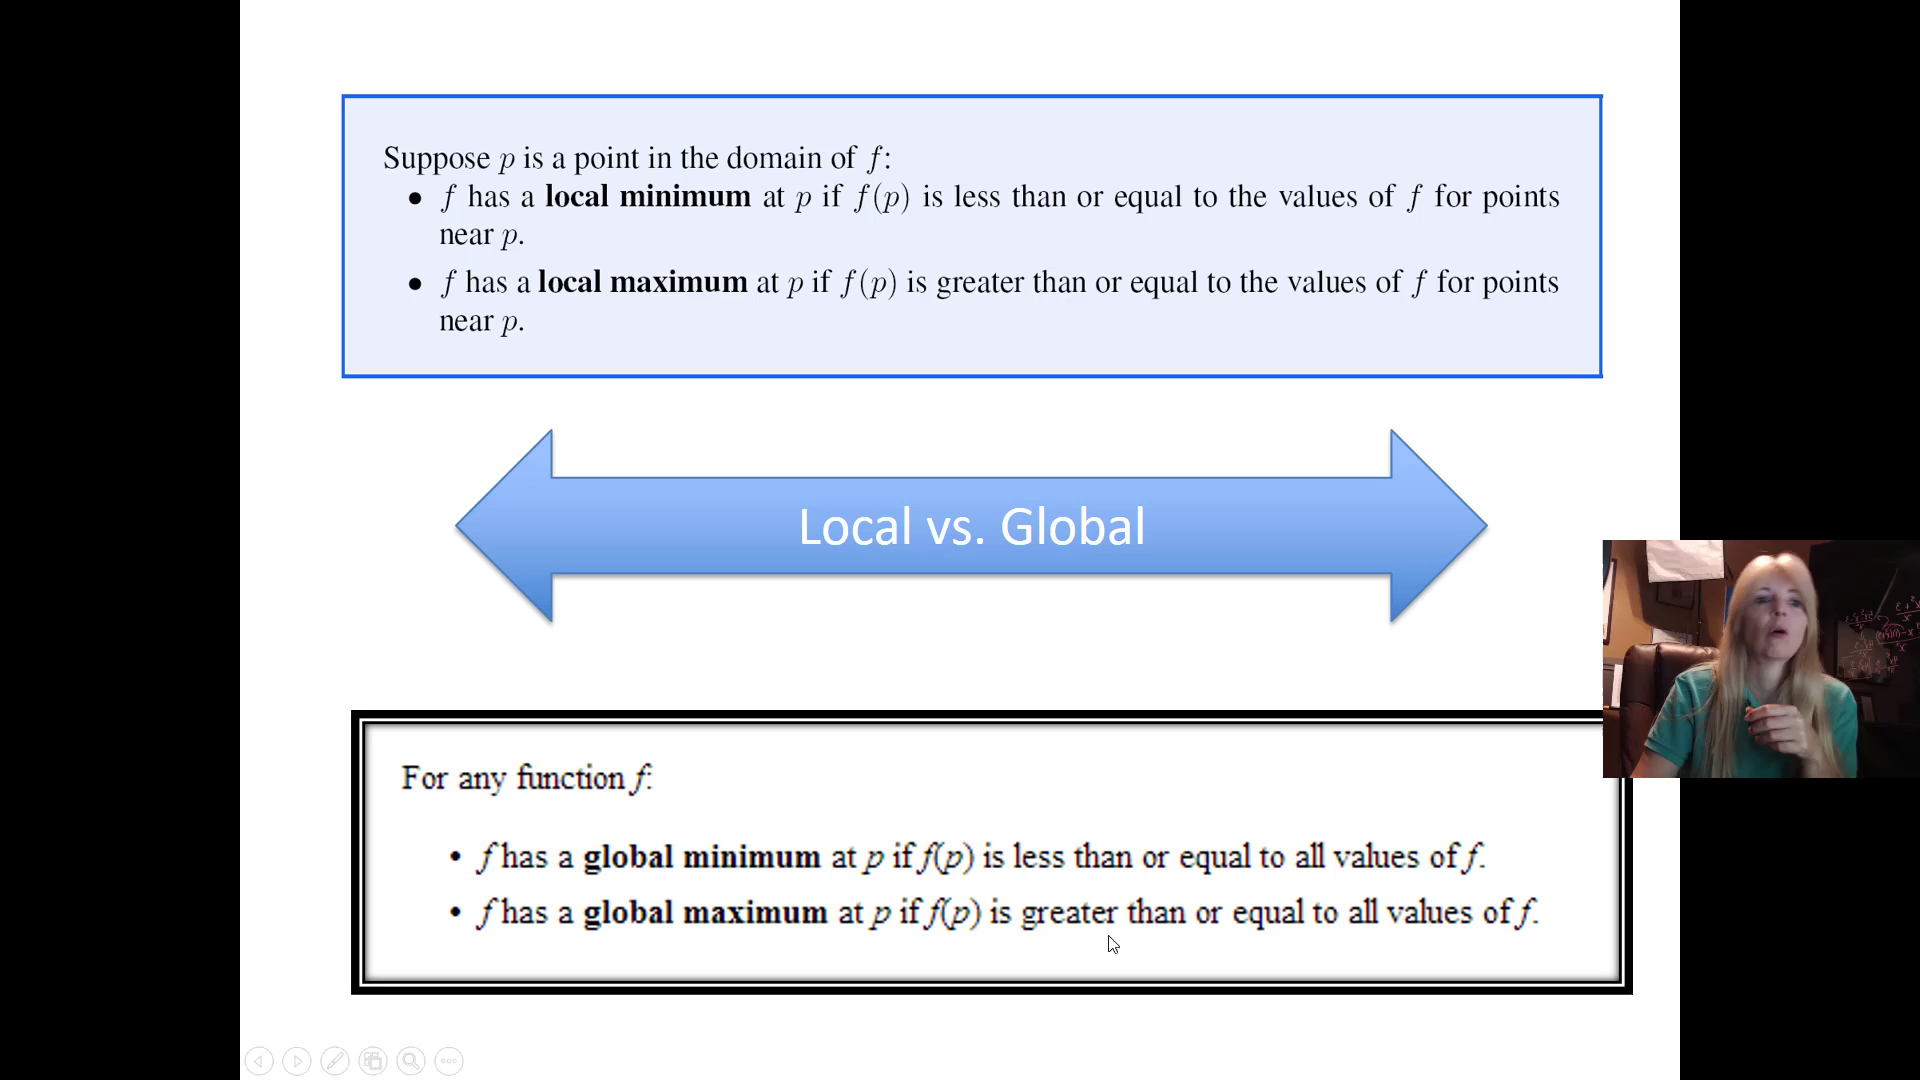 Suppose p is a point in the domain of f:
• f has a local minimum at p if f(p) is less than or equal to the values of f for points
near p.
• f has a local maximum at p if f(p) is greater than or equal to the values of f for points
near p.
Local vs. Global
For any function f:
• f has a global minimum at p if f(p) is less than or equal to all values of f.
• f has a global maximum at p if f(p) is greater than or equal to all values of f.